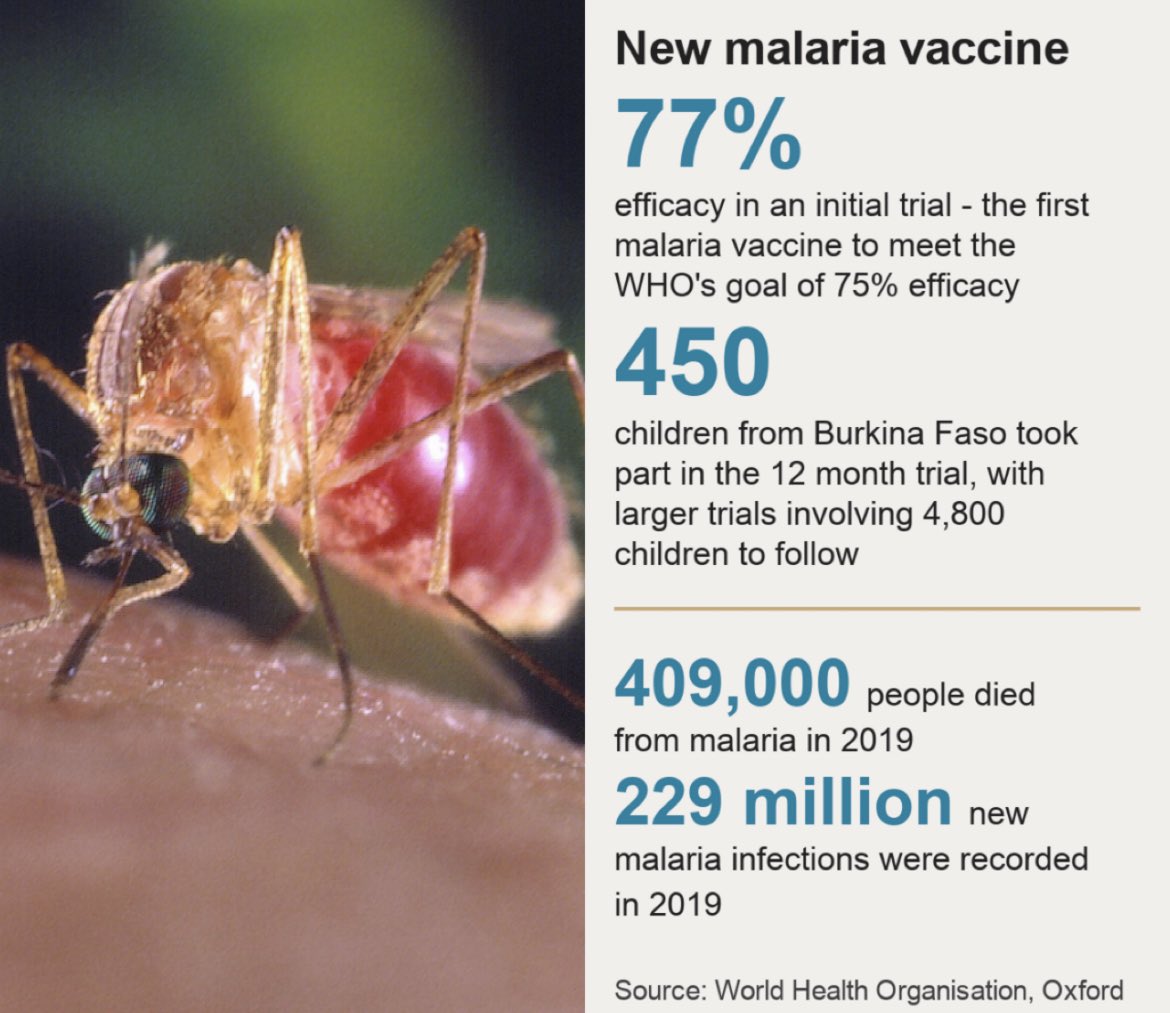 New malaria vaccine
77%
efficacy in an initial trial - the first
malaria vaccine to meet the
WHO's goal of 75% efficacy
450
children from Burkina Faso took
part in the 12 month trial, with
larger trials involving 4,800
children to follow
409,000 people died
from malaria in 2019
229 million new
malaria infections were recorded
in 2019
Source: World Health Organisation, Oxford